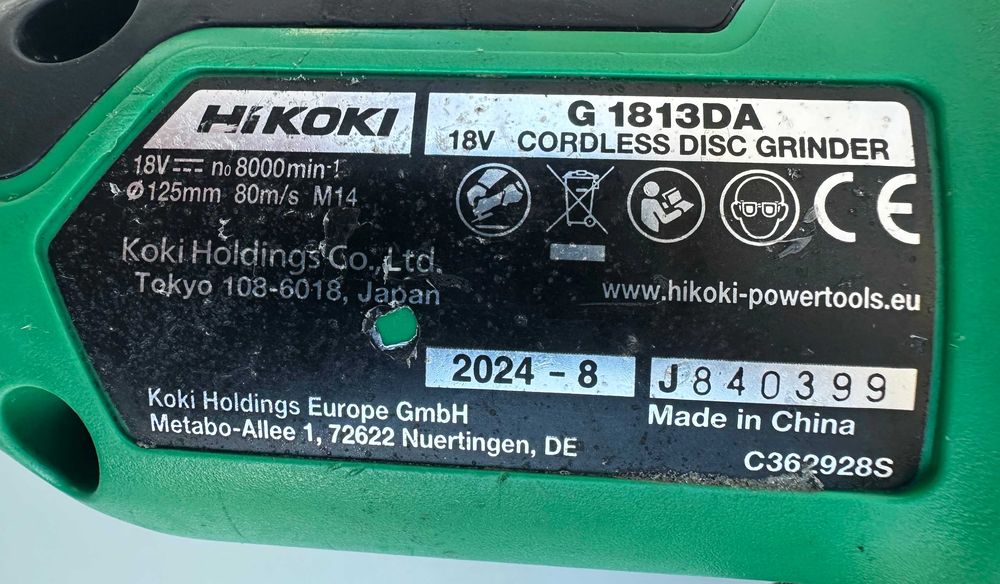 HiKOKI
G 1813DA
18V CORDLESS DISC GRINDER
18V⎓ n₀ 8000min⁻¹
Ø125mm 80m/s M14
CE
Koki Holdings Co., Ltd.
Tokyo 108-6018, Japan
www.hikoki-powertools.eu
2024 - 8
J840399
Koki Holdings Europe GmbH
Metabo-Allee 1, 72622 Nuertingen, DE
Made in China
C362928S